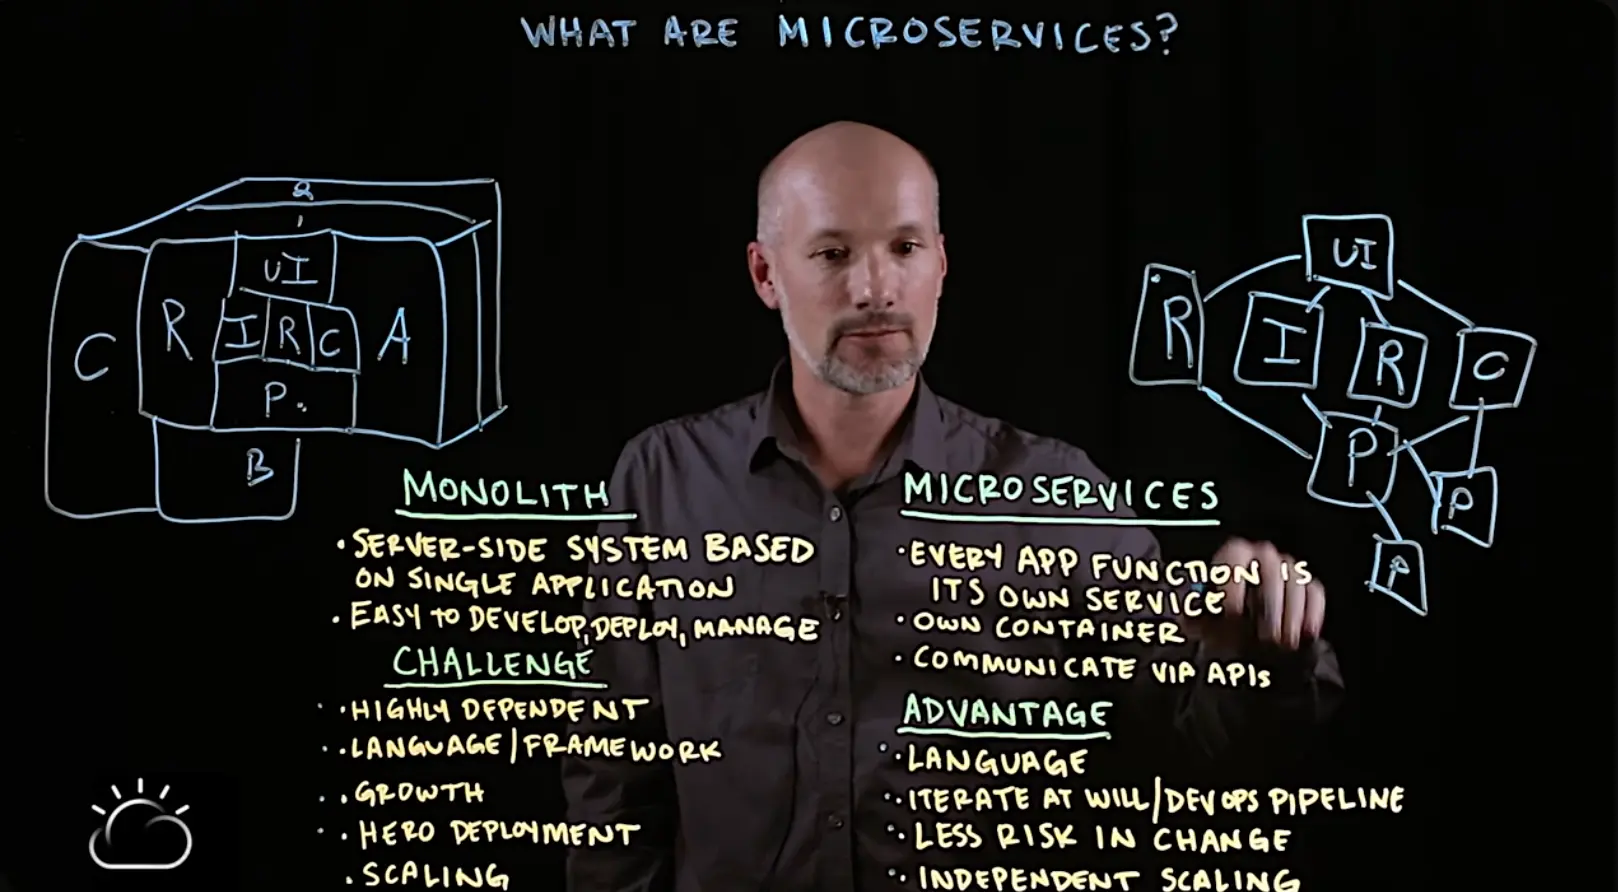 WHAT ARE MICROSERVICES?
UI
R
I
R
C
A
C
P.
B
MONOLITH
• SERVER-SIDE SYSTEM BASED
ON SINGLE APPLICATION
• EASY TO DEVELOP, DEPLOY, MANAGE
CHALLENGE
• HIGHLY DEPENDENT
• LANGUAGE/FRAMEWORK
• GROWTH
• HERO DEPLOYMENT
• SCALING
UI
R
I
R
C
P
P
P
MICROSERVICES
• EVERY APP FUNCTION IS
ITS OWN SERVICE
• OWN CONTAINER
• COMMUNICATE VIA APIs
ADVANTAGE
• LANGUAGE
• ITERATE AT WILL/DEVOPS PIPELINE
• LESS RISK IN CHANGE
• INDEPENDENT SCALING